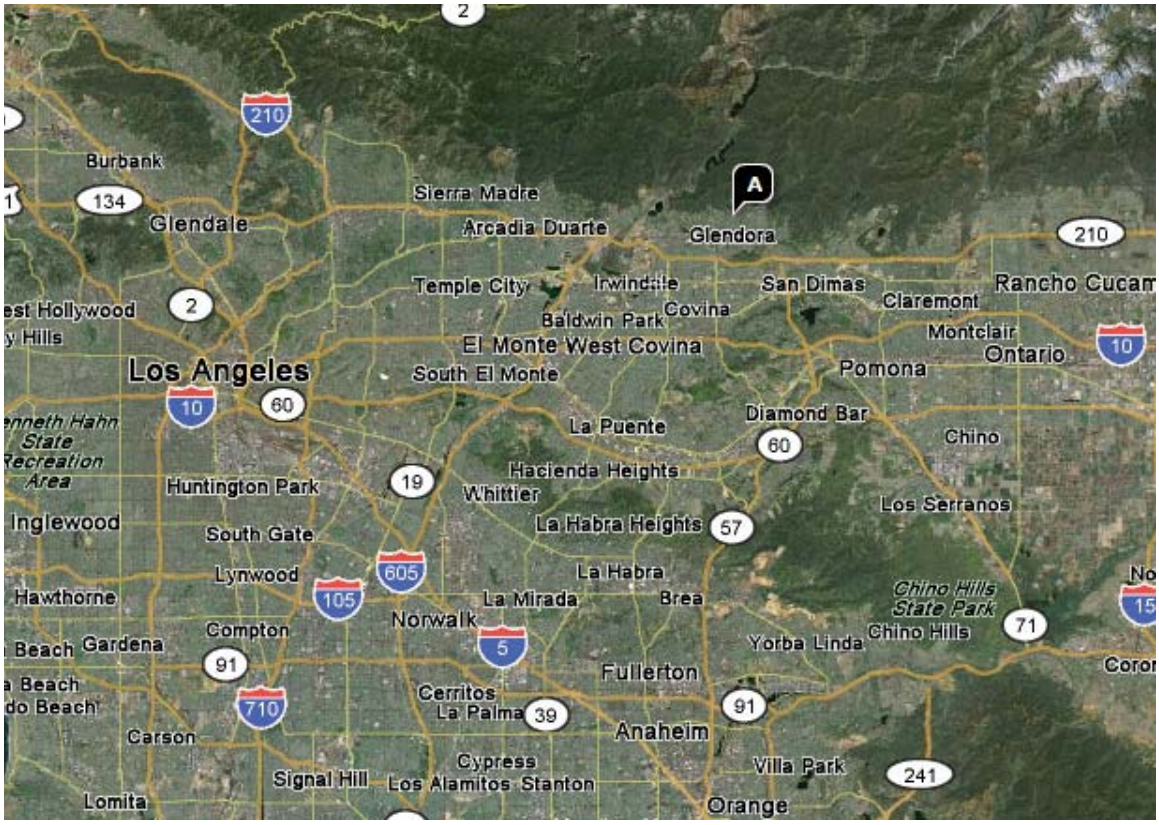 2
210
Burbank
134
Sierra Madre
A
Glendale
Arcadia Duarte
Glendora
210
Temple City
Irwindale
San Dimas
Rancho Cucam
2
est Hollywood
Covina
Claremont
Baldwin Park
Montclair
y Hills
El Monte West Covina
Ontario
10
Los Angeles
South El Monte
Pomona
10
60
Diamond Bar
enneth Hahn
State
Recreation
Area
La Puente
60
Chino
Hacienda Heights
19
Huntington Park
Whittier
Los Serranos
Inglewood
La Habra Heights
57
South Gate
605
Lynwood
La Habra
105
Hawthorne
La Mirada
Brea
Chino Hills
State Park
No
15
Norwalk
71
Compton
Beach
Gardena
5
Yorba Linda
Chino Hills
91
Fullerton
Coron
a Beach
Cerritos
do Beach
710
La Palma
39
91
Carson
Anaheim
Cypress
Villa Park
241
Signal Hill
Los Alamitos
Stanton
Lomita
Orange